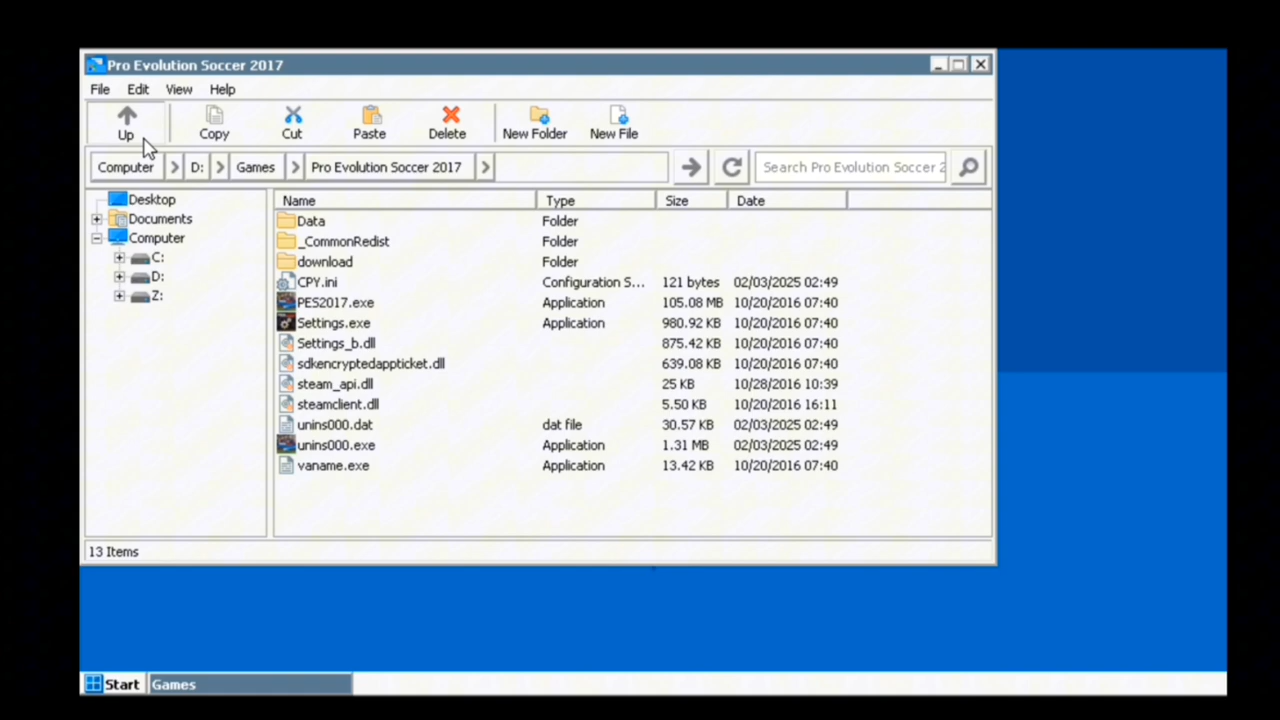 Pro Evolution Soccer 2017
File Edit View Help
Up Copy Cut Paste Delete New Folder New File
Computer D: Games Pro Evolution Soccer 2017 Search Pro Evolution Soccer 2
Desktop
Documents
Computer
C:
D:
Z:
Name Type Size Date
Data Folder
_CommonRedist Folder
download Folder
CPY.ini Configuration S... 121 bytes 02/03/2025 02:49
PES2017.exe Application 105.08 MB 10/20/2016 07:40
Settings.exe Application 980.92 KB 10/20/2016 07:40
Settings_b.dll 875.42 KB 10/20/2016 07:40
sdkencryptedappticket.dll 639.08 KB 10/20/2016 07:40
steam_api.dll 25 KB 10/28/2016 10:39
steamclient.dll 5.50 KB 10/20/2016 16:11
unins000.dat dat file 30.57 KB 02/03/2025 02:49
unins000.exe Application 1.31 MB 02/03/2025 02:49
vaname.exe Application 13.42 KB 10/20/2016 07:40
13 Items
Start Games